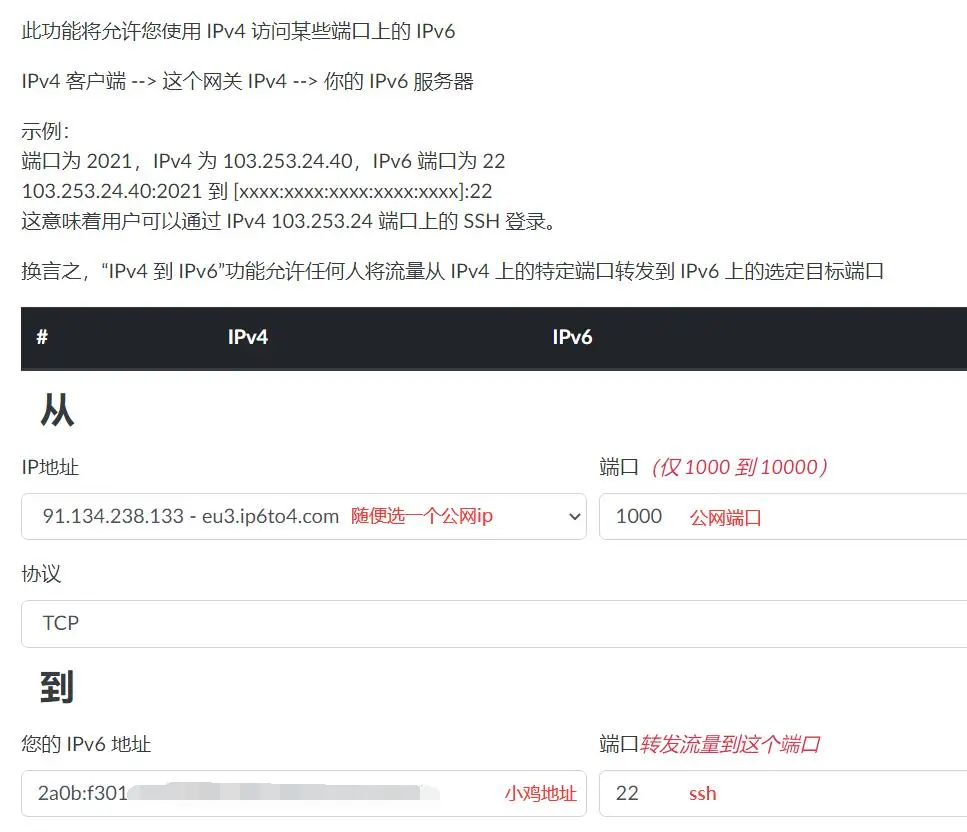 此功能将允许您使用 IPv4 访问某些端口上的 IPv6
IPv4 客户端 --> 这个网关 IPv4 --> 你的 IPv6 服务器
示例：
端口为 2021，IPv4 为 103.253.24.40，IPv6 端口为 22
103.253.24.40:2021 到 [xxxx:xxxx:xxxx:xxxx:xxxx]:22
这意味着用户可以通过 IPv4 103.253.24 端口上的 SSH 登录。
换言之，“IPv4 到 IPv6”功能允许任何人将流量从 IPv4 上的特定端口转发到 IPv6 上的选定目标端口
# IPv4 IPv6
从
IP地址 端口（仅 1000 到 10000）
91.134.238.133 - eu3.ip6to4.com 随便选一个公网ip 1000 公网端口
协议
TCP
到
您的 IPv6 地址 端口转发流量到这个端口
2a0b:f301 小鸡地址 22 ssh